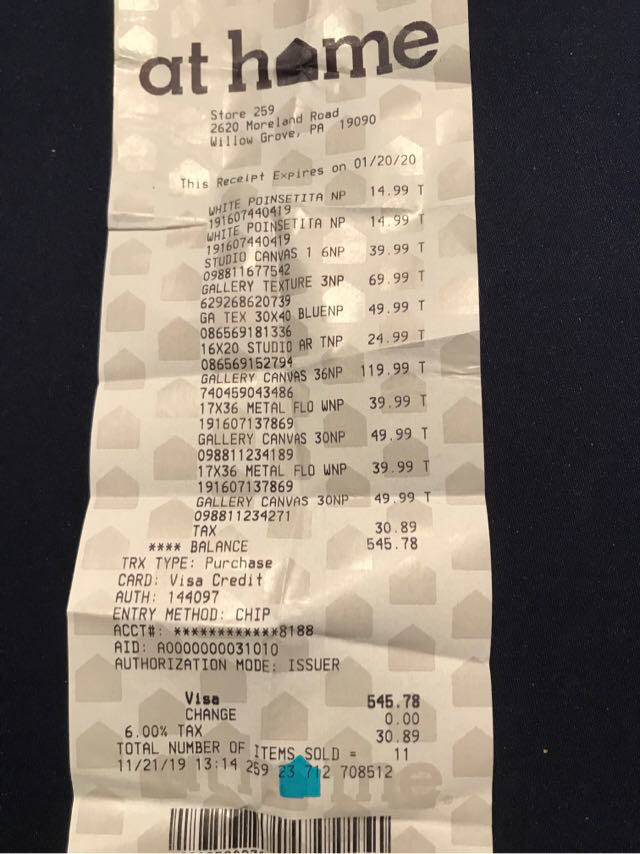 at home
Store 259
2620 Moreland Road
Willow Grove, PA 19090
This Receipt Expires on 01/20/20
WHITE POINSETITA NP 14.99 T
191607440419
WHITE POINSETITA NP 14.99 T
191607440419
STUDIO CANVAS 1 6NP 39.99 T
098811677542
GALLERY TEXTURE 3NP 69.99 T
629268620739
GA TEX 30X40 BLUENP 49.99 T
086569181336
16X20 STUDIO AR TNP 24.99 T
086569152794
GALLERY CANVAS 36NP 119.99 T
740459043486
17X36 METAL FLO WNP 39.99 T
191607137869
GALLERY CANVAS 30NP 49.99 T
098811234189
17X36 METAL FLO WNP 39.99 T
191607137869
GALLERY CANVAS 30NP 49.99 T
098811234271
TAX 30.89
**** BALANCE 545.78
TRX TYPE: Purchase
CARD: Visa Credit
AUTH: 144097
ENTRY METHOD: CHIP
ACCT#: ************8188
AID: A0000000031010
AUTHORIZATION MODE: ISSUER
Visa 545.78
CHANGE 0.00
6.00% TAX 30.89
TOTAL NUMBER OF ITEMS SOLD = 11
11/21/19 13:14 259 23 712 708512